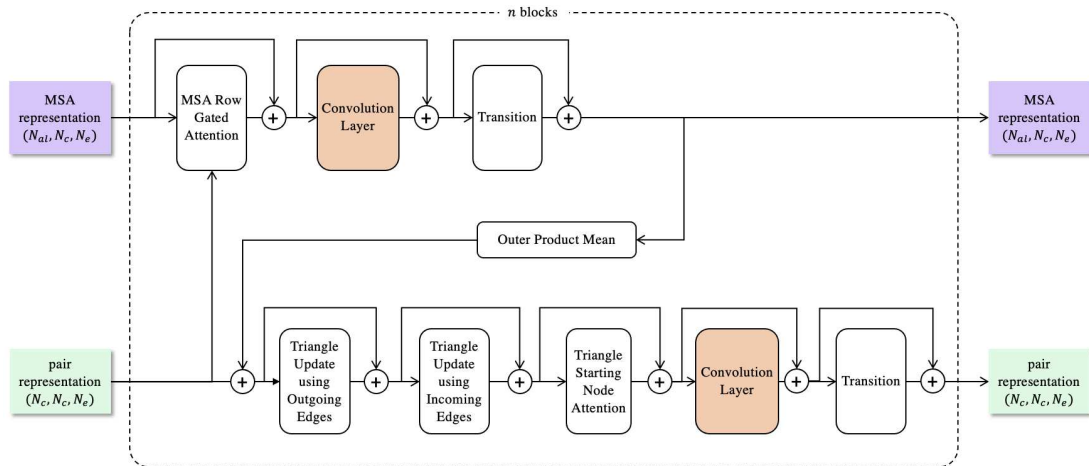 n blocks
MSA
representation
(N_al, N_c, N_e)
MSA Row
Gated
Attention
+
Convolution
Layer
+
Transition
+
MSA
representation
(N_al, N_c, N_e)
Outer Product Mean
pair
representation
(N_c, N_c, N_e)
+
Triangle
Update
using
Outgoing
Edges
+
Triangle
Update
using
Incoming
Edges
+
Triangle
Starting
Node
Attention
+
Convolution
Layer
+
Transition
+
pair
representation
(N_c, N_c, N_e)